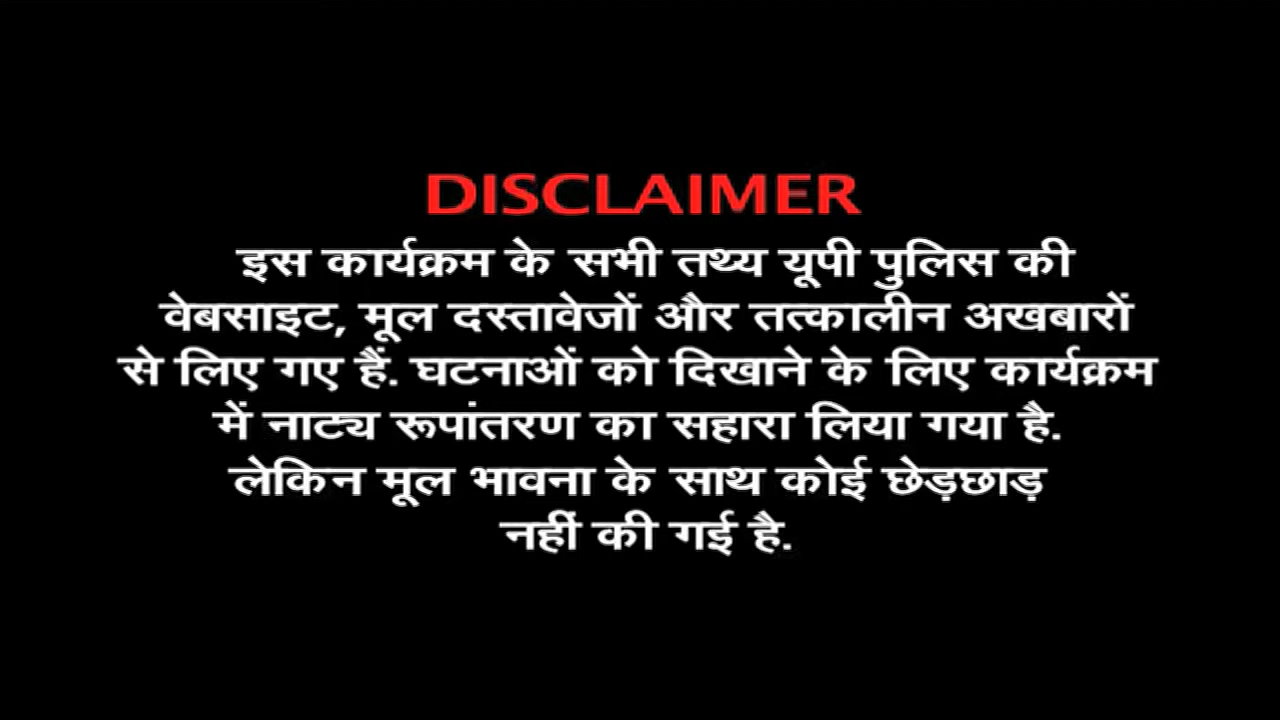 DISCLAIMER
इस कार्यक्रम के सभी तथ्य यूपी पुलिस की
वेबसाइट, मूल दस्तावेजों और तत्कालीन अखबारों
से लिए गए हैं. घटनाओं को दिखाने के लिए कार्यक्रम
में नाट्य रूपांतरण का सहारा लिया गया है.
लेकिन मूल भावना के साथ कोई छेड़छाड़
नहीं की गई है.